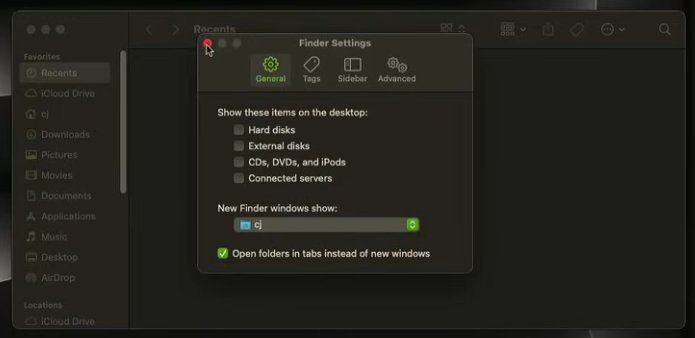 Recents
Favorites
Recents
iCloud Drive
cj
Downloads
Pictures
Movies
Documents
Applications
Music
Desktop
AirDrop
Locations
iCloud Drive
Finder Settings
General
Tags
Sidebar
Advanced
Show these items on the desktop:
Hard disks
External disks
CDs, DVDs, and iPods
Connected servers
New Finder windows show:
cj
Open folders in tabs instead of new windows